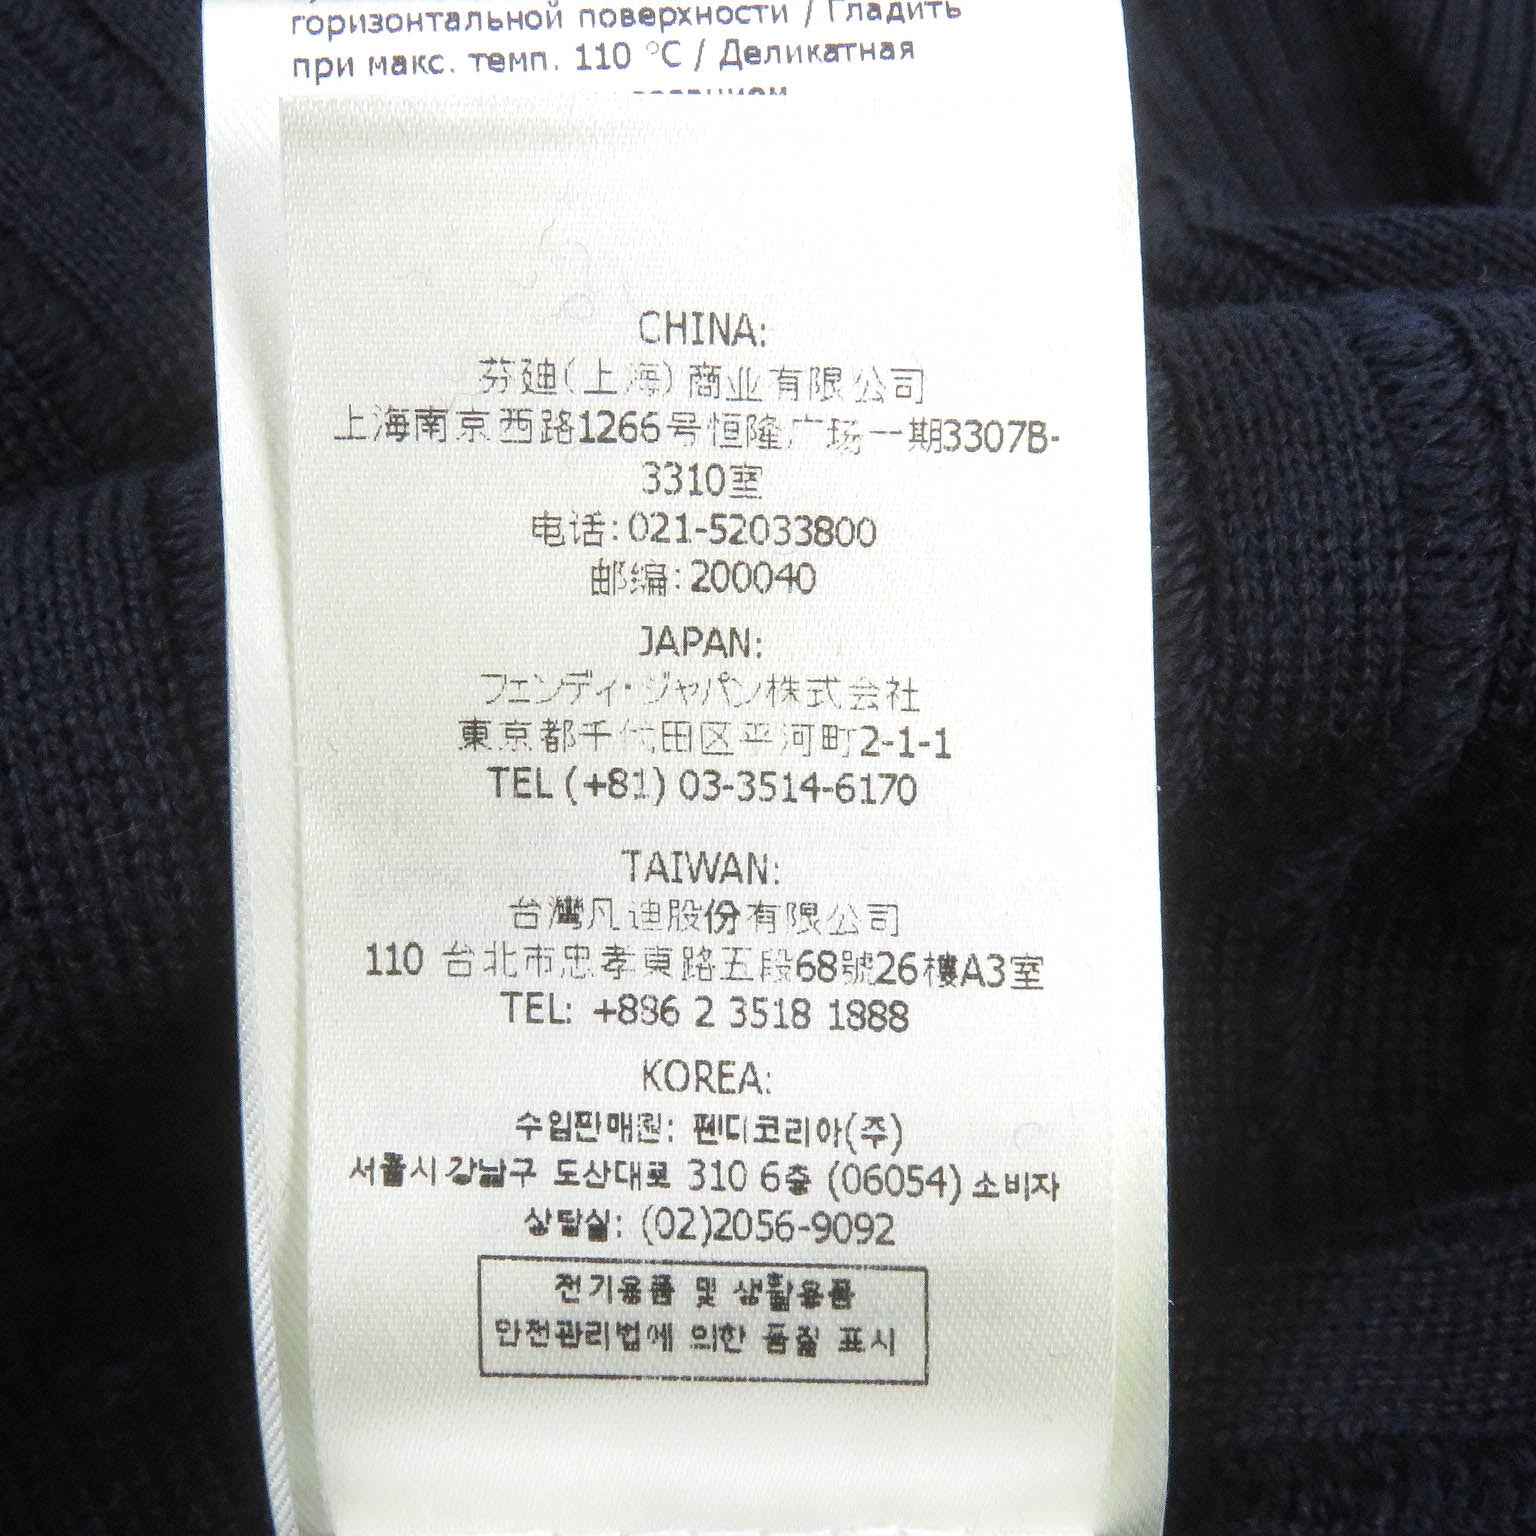 горизонтальной поверхности / Гладить
при макс. темп. 110 °C / Деликатная
CHINA:
芬迪(上海)商业有限公司
上海南京西路1266号恒隆广场一期3307B-
3310室
电话: 021-52033800
邮编: 200040
JAPAN:
フェンディ・ジャパン株式会社
東京都千代田区平河町2-1-1
TEL (+81) 03-3514-6170
TAIWAN:
台灣凡迪股份有限公司
110 台北市忠孝東路五段68號26樓A3室
TEL: +886 2 3518 1888
KOREA:
수입판매원: 펜디코리아(주)
서울시 강남구 도산대로 310 6층 (06054) 소비자
상담실: (02)2056-9092
전기용품 및 생활용품
안전관리법에 의한 품질 표시